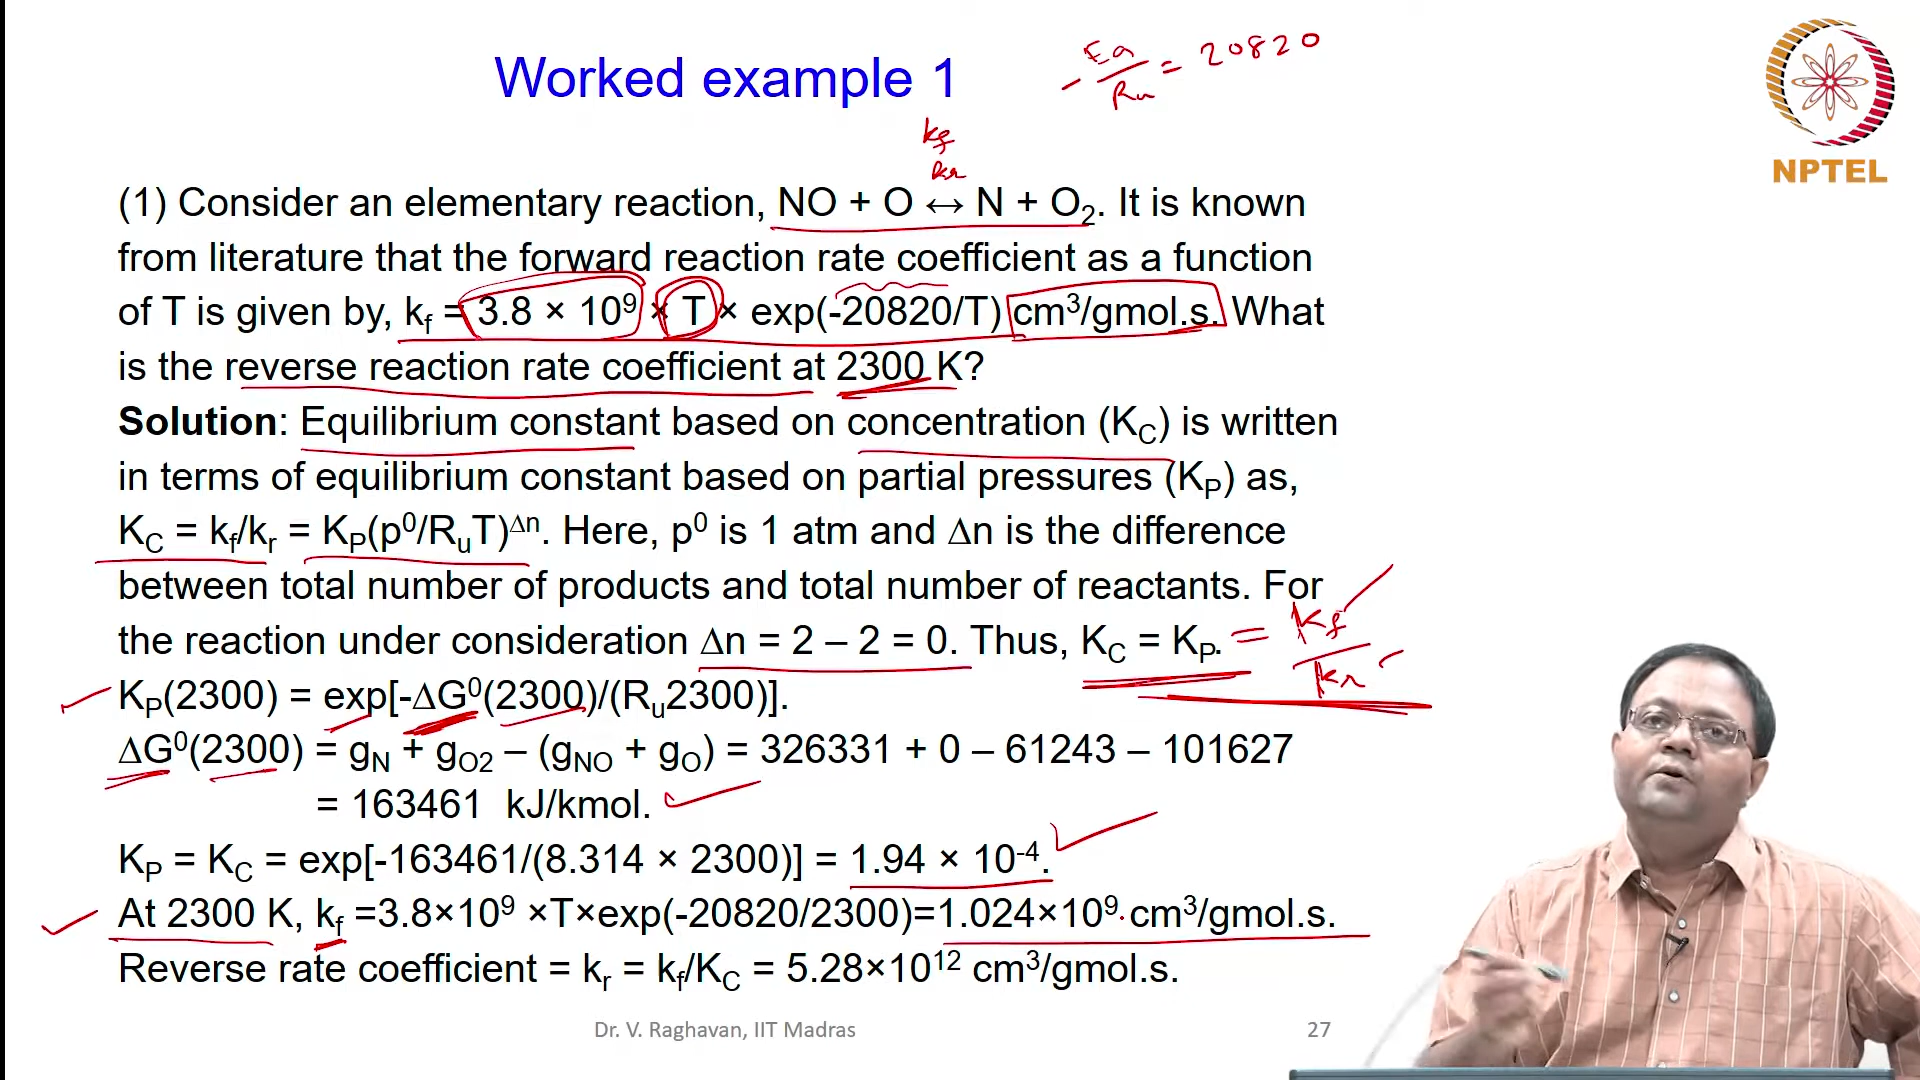 Worked example 1
- Ea/Ru = 20820
NPTEL
kf
kr
(1) Consider an elementary reaction, NO + O ↔ N + O₂. It is known
from literature that the forward reaction rate coefficient as a function
of T is given by, kf = 3.8 × 10⁹ × T × exp(-20820/T) cm³/gmol.s. What
is the reverse reaction rate coefficient at 2300 K?
Solution: Equilibrium constant based on concentration (KC) is written
in terms of equilibrium constant based on partial pressures (KP) as,
KC = kf/kr = KP(p⁰/RuT)^Δn. Here, p⁰ is 1 atm and Δn is the difference
between total number of products and total number of reactants. For
the reaction under consideration Δn = 2 – 2 = 0. Thus, KC = KP. = kf/kr
KP(2300) = exp[-ΔG⁰(2300)/(Ru2300)].
ΔG⁰(2300) = gN + gO2 – (gNO + gO) = 326331 + 0 – 61243 – 101627
= 163461 kJ/kmol.
KP = KC = exp[-163461/(8.314 × 2300)] = 1.94 × 10⁻⁴.
At 2300 K, kf =3.8×10⁹ ×T×exp(-20820/2300)=1.024×10⁹ cm³/gmol.s.
Reverse rate coefficient = kr = kf/KC = 5.28×10¹² cm³/gmol.s.
Dr. V. Raghavan, IIT Madras
27